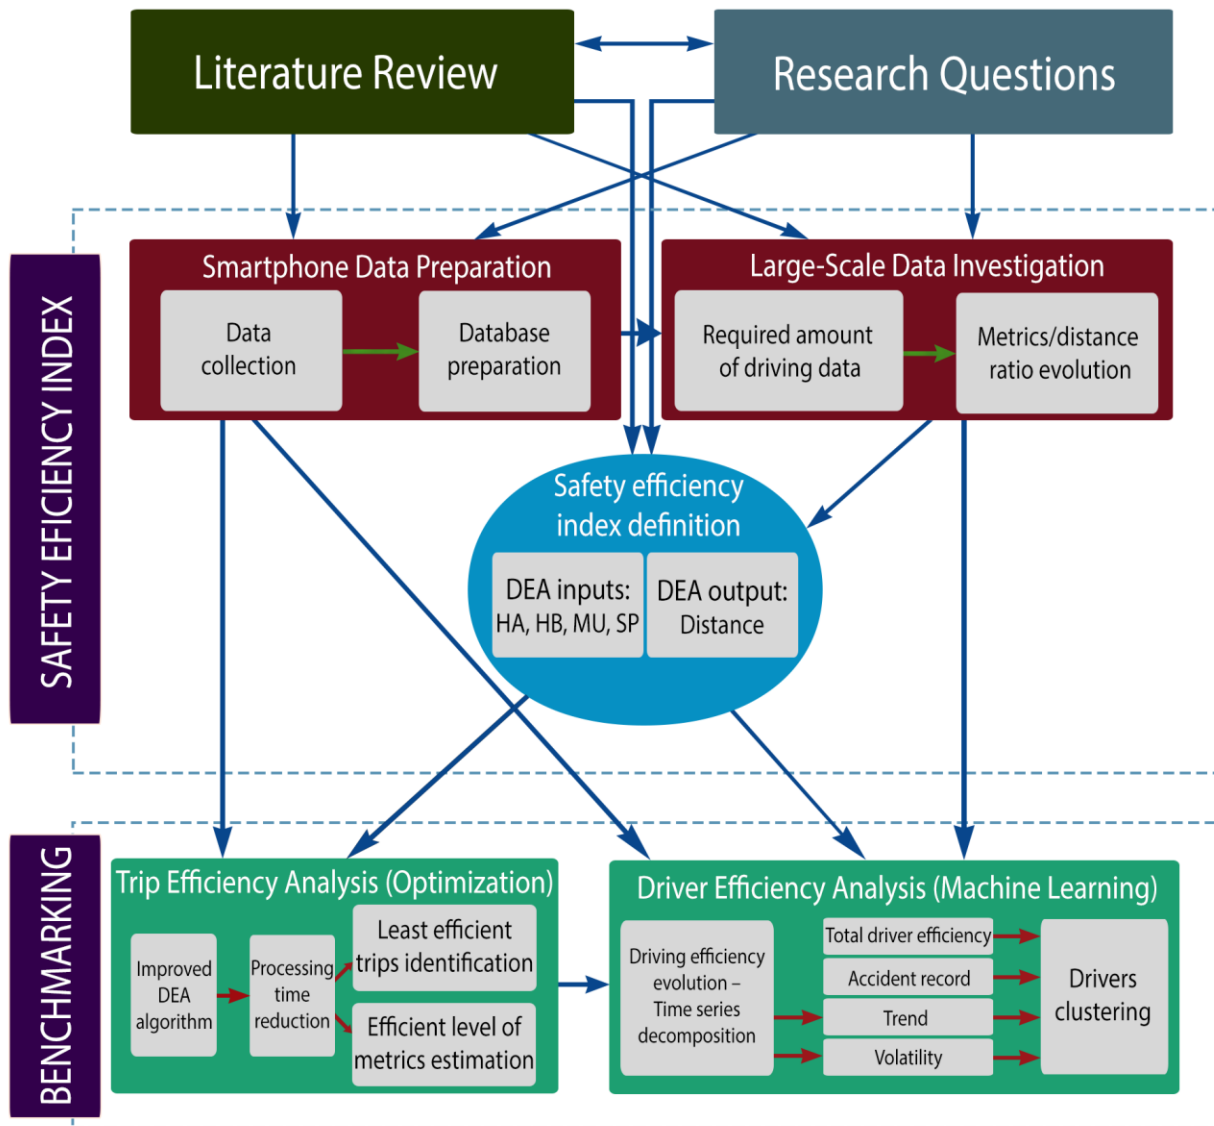 Literature Review
Research Questions
SAFETY EFICIENCY INDEX
Smartphone Data Preparation
Data
collection
Database
preparation
Large-Scale Data Investigation
Required amount
of driving data
Metrics/distance
ratio evolution
Safety efficiency
index definition
DEA inputs:
HA, HB, MU, SP
DEA output:
Distance
BENCHMARKING
Trip Efficiency Analysis (Optimization)
Improved
DEA
algorithm
Processing
time
reduction
Least efficient
trips identification
Efficient level of
metrics estimation
Driver Efficiency Analysis (Machine Learning)
Driving efficiency
evolution –
Time series
decomposition
Total driver efficiency
Accident record
Trend
Volatility
Drivers
clustering